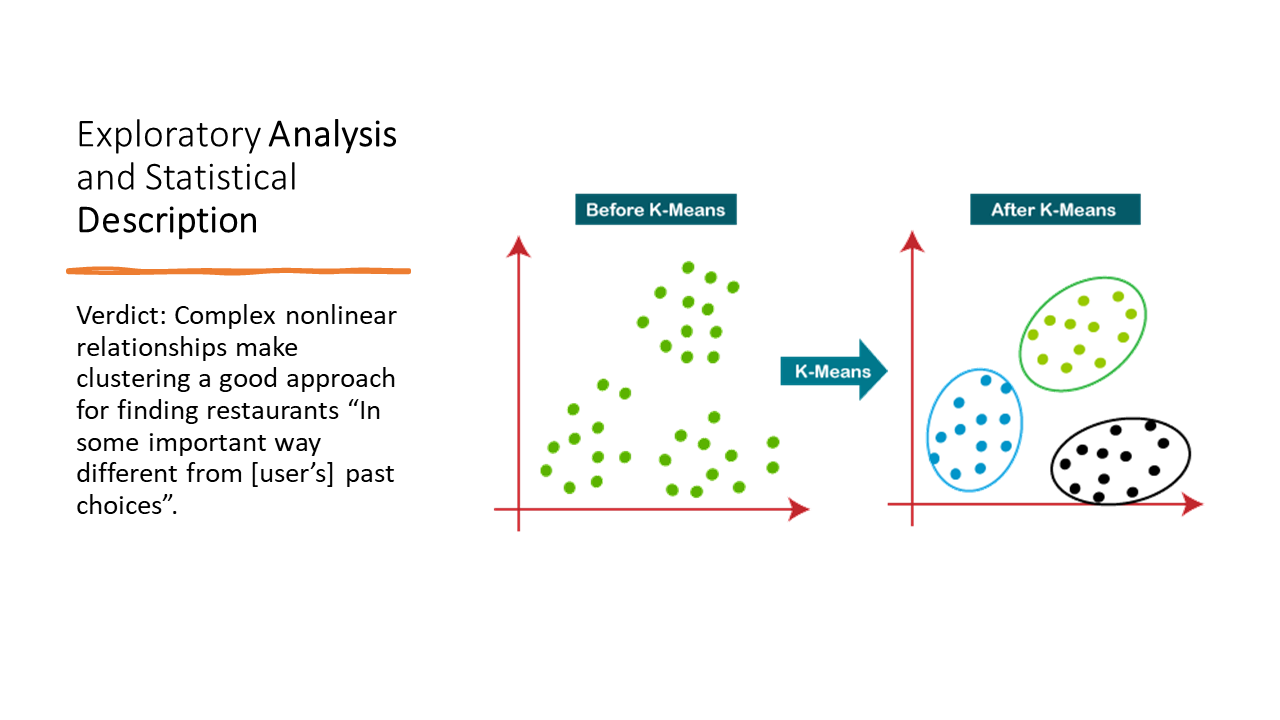 Exploratory Analysis
and Statistical
Description
Verdict: Complex nonlinear
relationships make
clustering a good approach
for finding restaurants “In
some important way
different from [user’s] past
choices”.
Before K-Means
K-Means
After K-Means